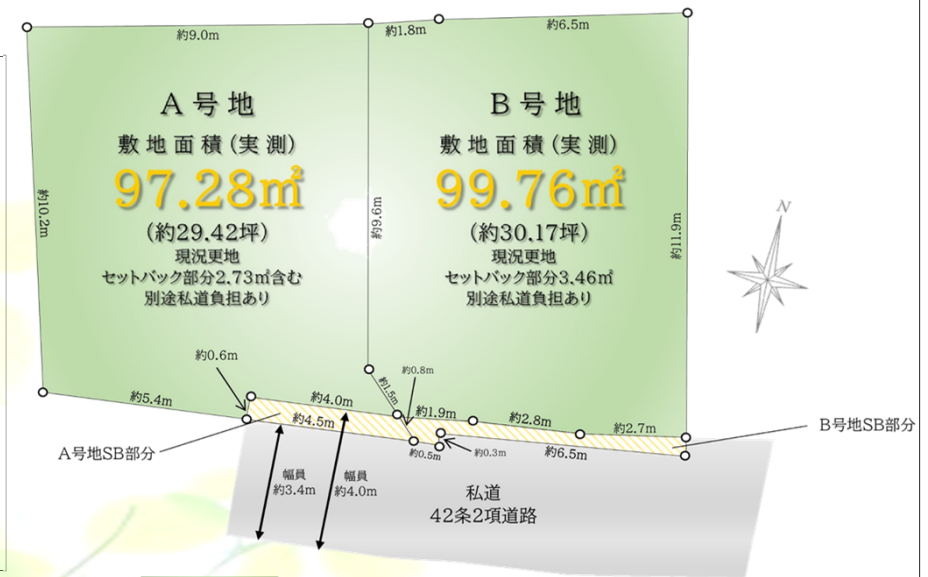 約9.0m
約1.8m
約6.5m
A号地
敷地面積(実測)
97.28㎡
(約29.42坪)
現況更地
セットバック部分2.73㎡含む
別途私道負担あり
B号地
敷地面積(実測)
99.76㎡
(約30.17坪)
現況更地
セットバック部分3.46㎡
別途私道負担あり
約10.2m
約9.6m
約11.9m
N
約0.6m
約5.4m
約4.0m
約4.5m
約1.5m
約0.8m
約1.9m
約2.8m
約2.7m
約0.5m
約0.3m
約6.5m
A号地SB部分
B号地SB部分
幅員
約3.4m
幅員
約4.0m
私道
42条2項道路